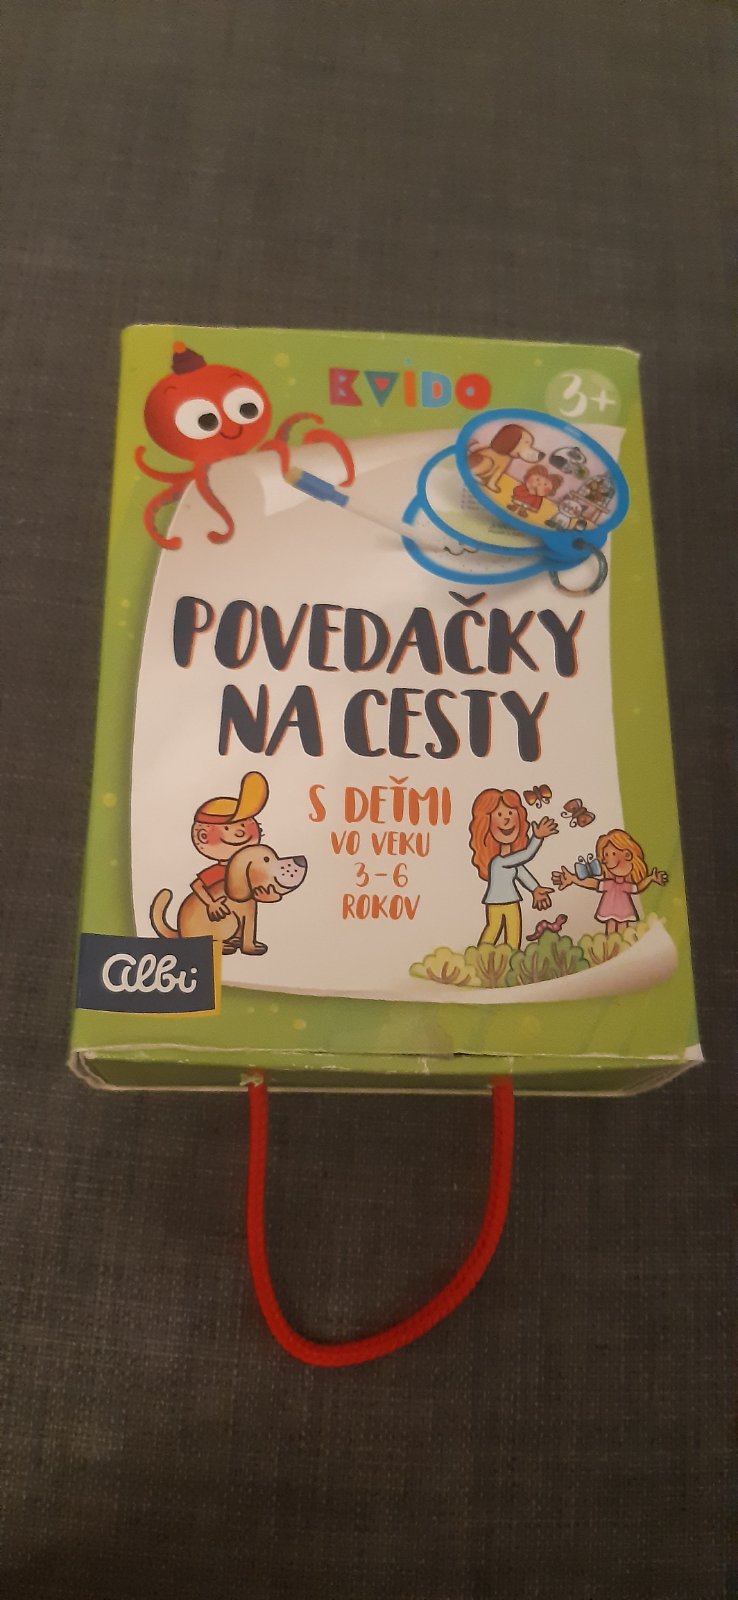 KVIDO
3+
POVEDAČKY
NA CESTY
S DEŤMI
VO VEKU
3-6
ROKOV
albi